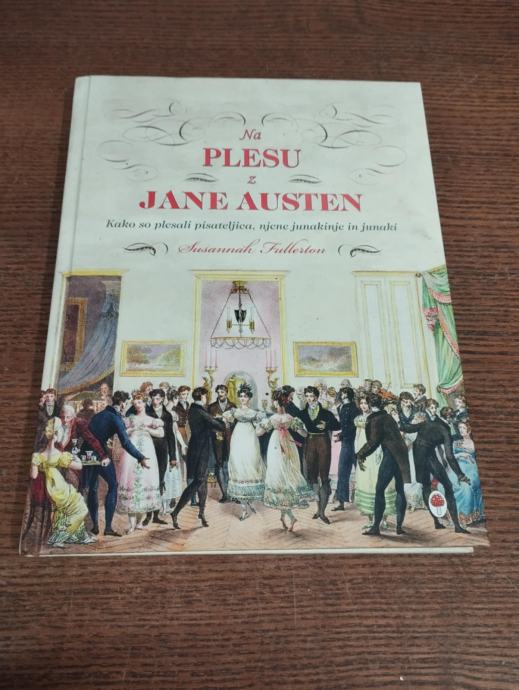 Na
PLESU
z
JANE AUSTEN
Kako so plesali pisateljica, njene junakinje in junaki
Susannah Fullerton